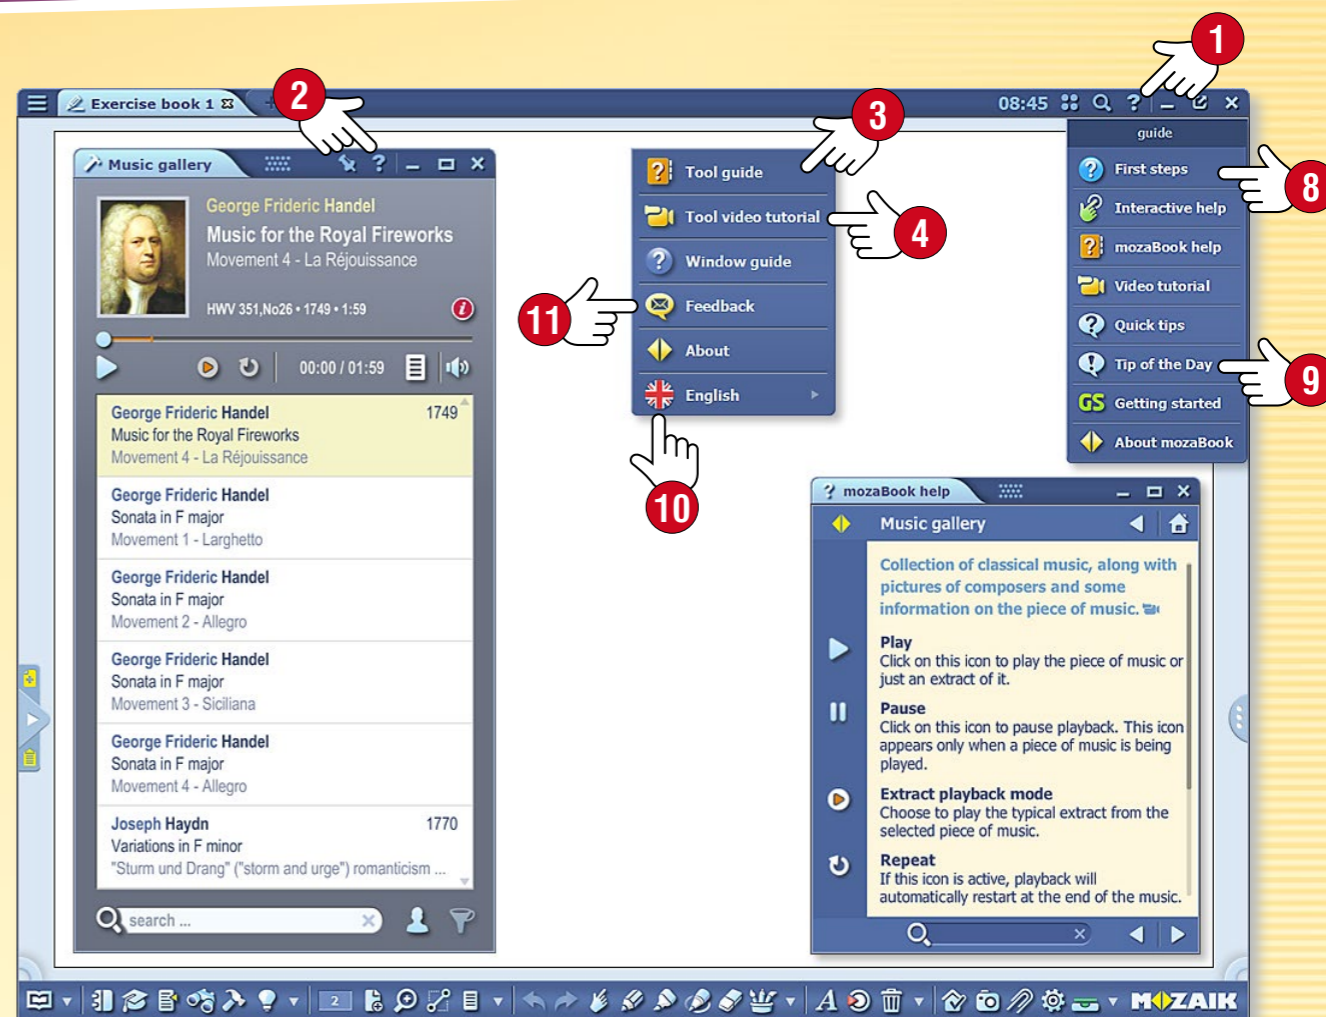 1
2
Exercise book 1
08:45
3
Music gallery
George Frideric Handel
Music for the Royal Fireworks
Movement 4 - La Réjouissance
HWV 351,No26 • 1749 • 1:59
00:00 / 01:59
George Frideric Handel 1749
Music for the Royal Fireworks
Movement 4 - La Réjouissance
George Frideric Handel
Sonata in F major
Movement 1 - Larghetto
George Frideric Handel
Sonata in F major
Movement 2 - Allegro
George Frideric Handel
Sonata in F major
Movement 3 - Siciliana
George Frideric Handel
Sonata in F major
Movement 4 - Allegro
Joseph Haydn 1770
Variations in F minor
"Sturm und Drang" ("storm and urge") romanticism ...
search ...
Tool guide
Tool video tutorial
4
Window guide
11
Feedback
About
English
10
guide
First steps
8
Interactive help
mozaBook help
Video tutorial
Quick tips
Tip of the Day
9
GS Getting started
About mozaBook
? mozaBook help
Music gallery
Collection of classical music, along with
pictures of composers and some
information on the piece of music.
Play
Click on this icon to play the piece of music or
just an extract of it.
Pause
Click on this icon to pause playback. This icon
appears only when a piece of music is being
played.
Extract playback mode
Choose to play the typical extract from the
selected piece of music.
Repeat
If this icon is active, playback will
automatically restart at the end of the music.
2
A
MOZAIK